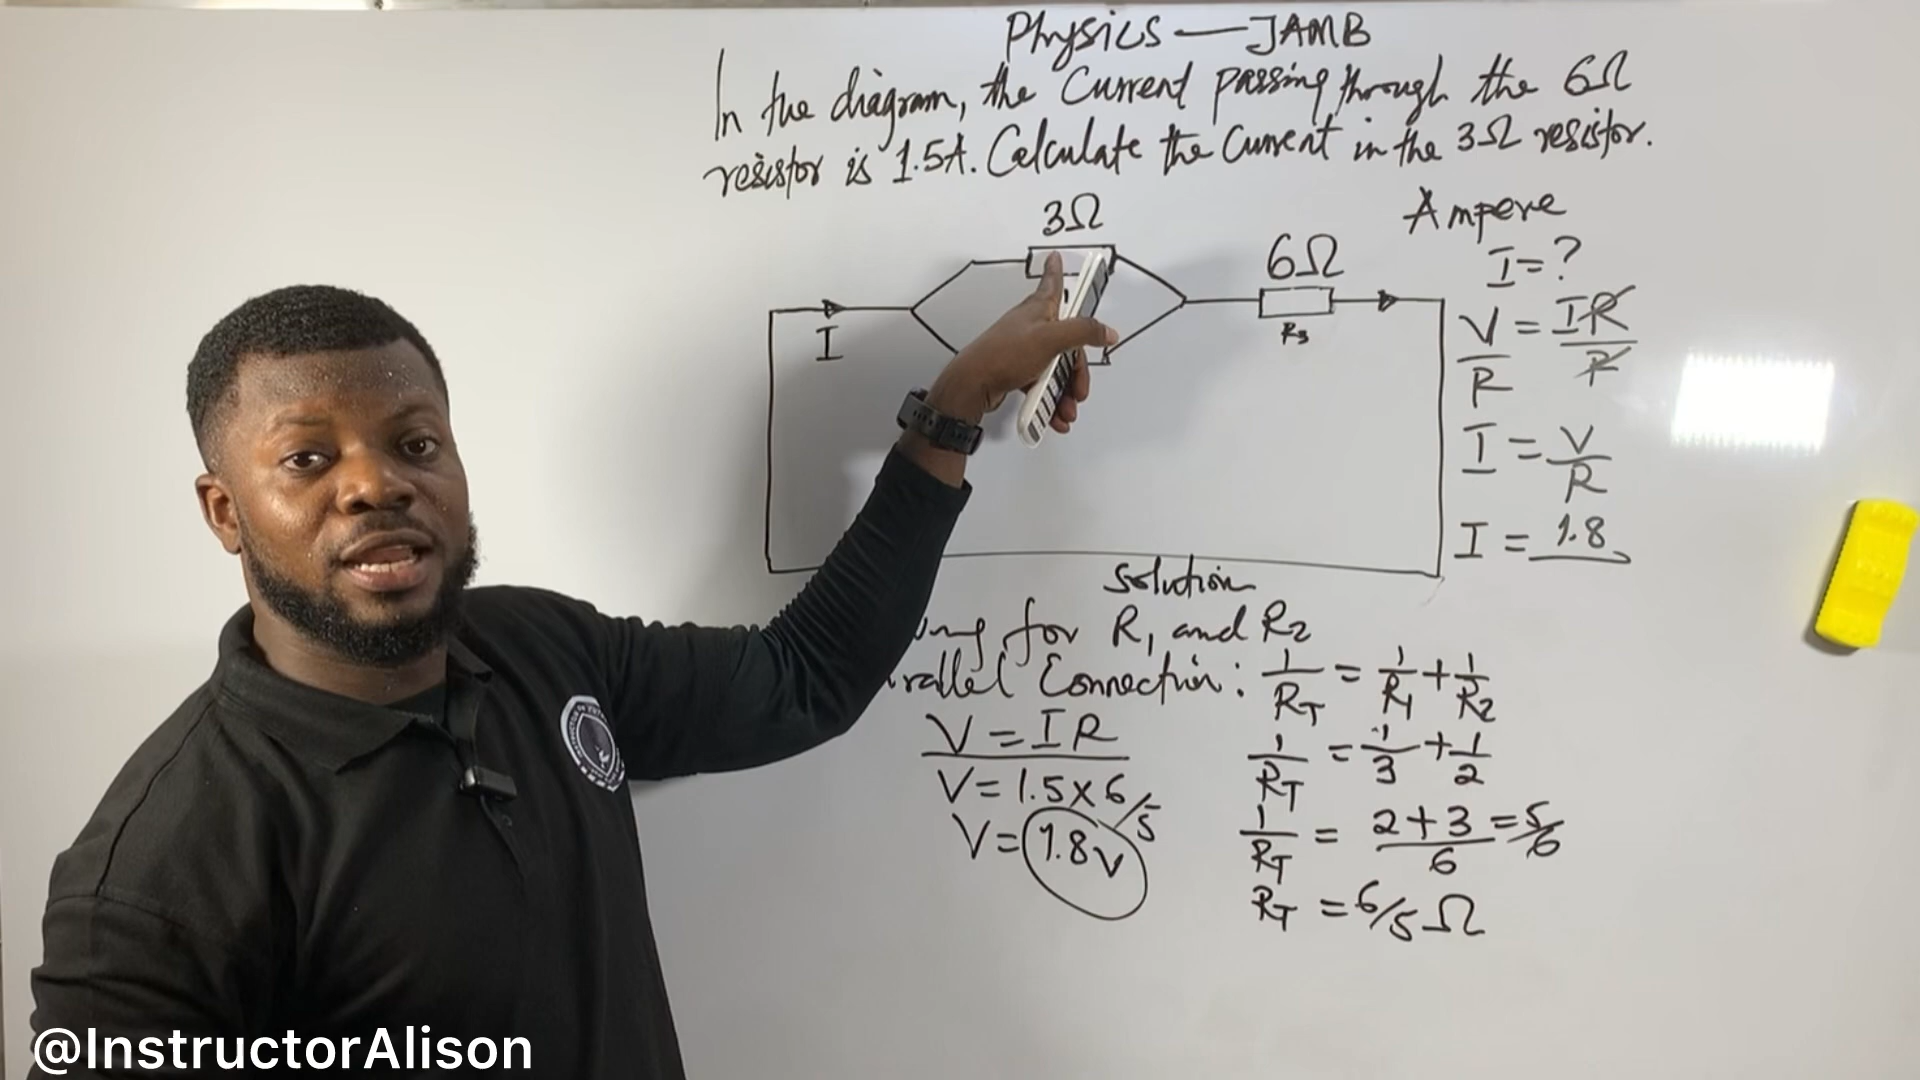 Physics — JAMB
In the diagram, the Current passing through the 6Ω
resistor is 1.5A. Calculate the Current in the 3Ω resistor.
3Ω
6Ω
I
R3
Ampere
I = ?
V/R = IR/R
I = V/R
I = 1.8
Solution
for R1 and R2
Connection: 1/RT = 1/R1 + 1/R2
V = IR
V = 1.5 x 6/5
V = 1.8V
1/RT = 1/3 + 1/2
1/RT = 2+3/6 = 5/6
RT = 6/5 Ω
@InstructorAlison